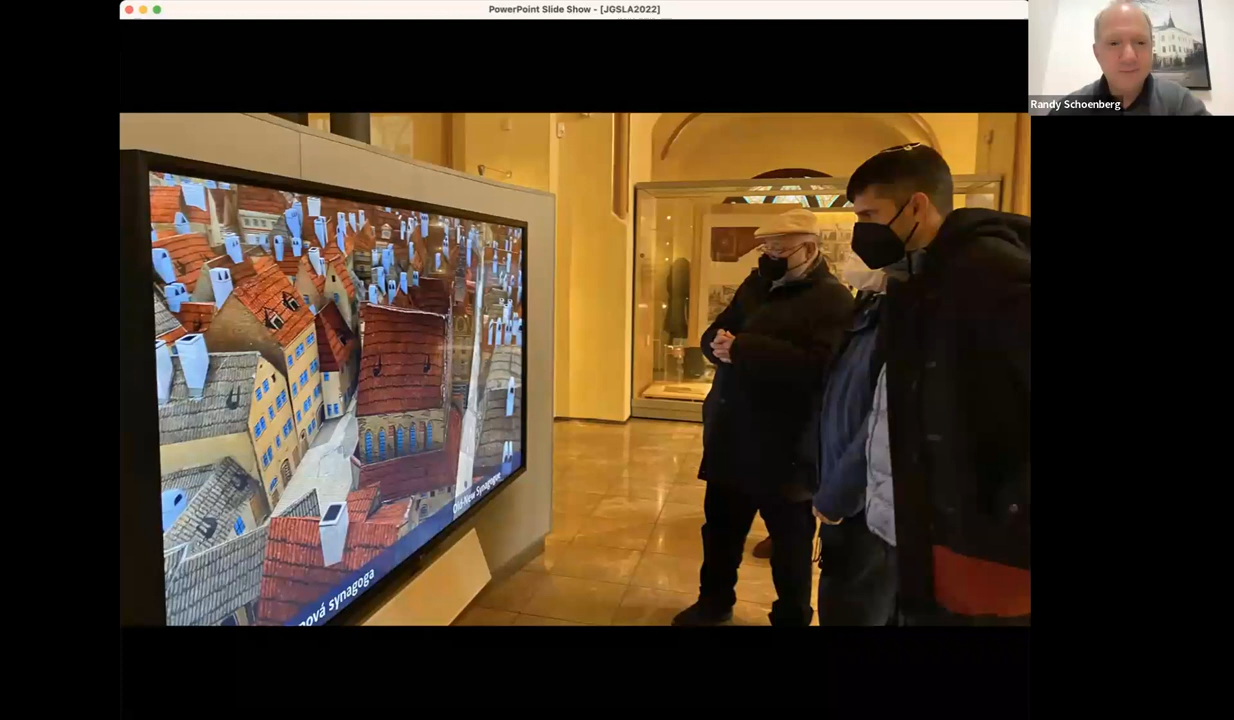 PowerPoint Slide Show - [JGSLA2022]
Randy Schoenberg
nová synagoga
Old-New Synagogue